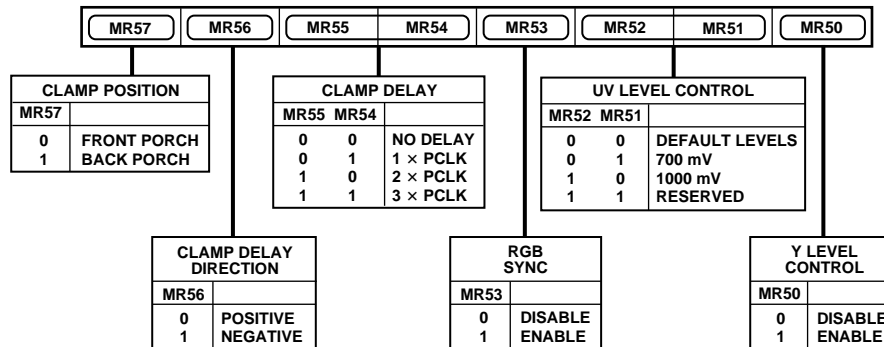 MR57 MR56 MR55 MR54 MR53 MR52 MR51 MR50
CLAMP POSITION
MR57
0 FRONT PORCH
1 BACK PORCH
CLAMP DELAY
MR55 MR54
0 0 NO DELAY
0 1 1 × PCLK
1 0 2 × PCLK
1 1 3 × PCLK
UV LEVEL CONTROL
MR52 MR51
0 0 DEFAULT LEVELS
0 1 700 mV
1 0 1000 mV
1 1 RESERVED
CLAMP DELAY
DIRECTION
MR56
0 POSITIVE
1 NEGATIVE
RGB
SYNC
MR53
0 DISABLE
1 ENABLE
Y LEVEL
CONTROL
MR50
0 DISABLE
1 ENABLE